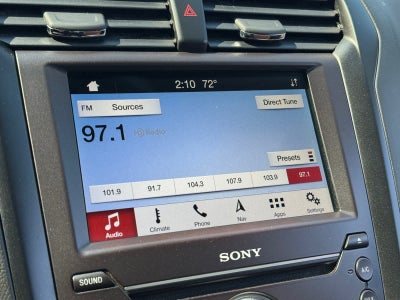 2:10 72°
FM Sources Direct Tune
97.1 HD Radio
Presets
101.9 91.7 104.3 107.9 103.9 97.1
Audio Climate Phone Nav Apps Settings
SONY
SOUND
A/C